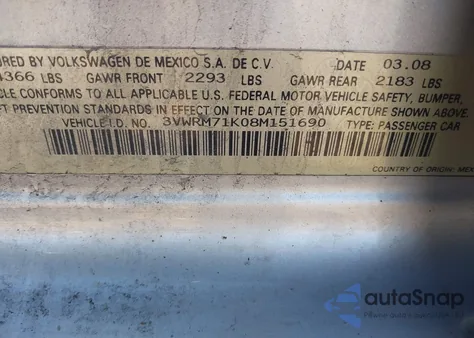 URED BY VOLKSWAGEN DE MEXICO S.A. DE C.V. DATE 03.08
4366 LBS GAWR FRONT 2293 LBS GAWR REAR 2183 LBS
ICLE CONFORMS TO ALL APPLICABLE U.S. FEDERAL MOTOR VEHICLE SAFETY, BUMPER,
FT PREVENTION STANDARDS IN EFFECT ON THE DATE OF MANUFACTURE SHOWN ABOVE.
VEHICLE I.D. NO. 3VWRM71K08M151690 TYPE: PASSENGER CAR
COUNTRY OF ORIGIN: MEX
autoSnap